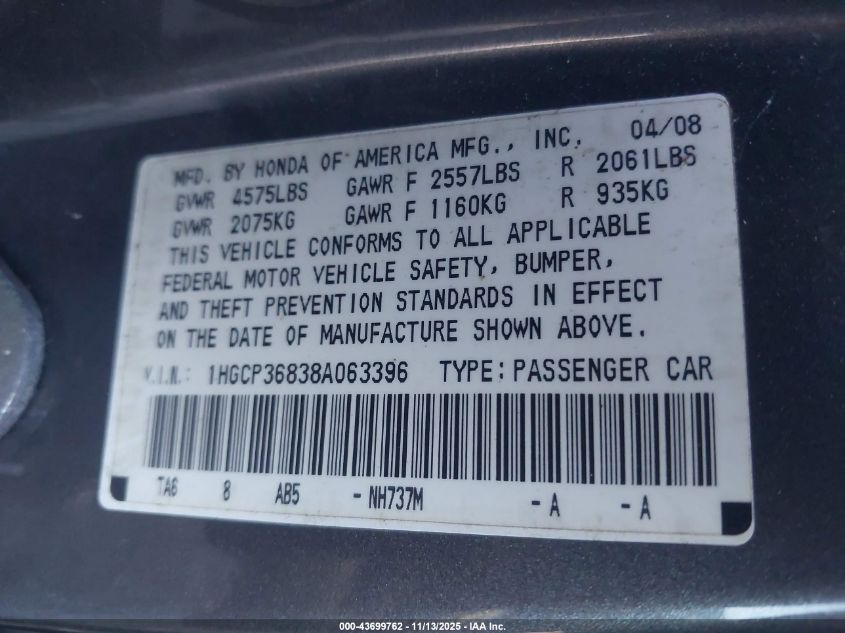 MFD. BY HONDA OF AMERICA MFG., INC. 04/08
GVWR 4575LBS GAWR F 2557LBS R 2061LBS
GVWR 2075KG GAWR F 1160KG R 935KG
THIS VEHICLE CONFORMS TO ALL APPLICABLE
FEDERAL MOTOR VEHICLE SAFETY, BUMPER,
AND THEFT PREVENTION STANDARDS IN EFFECT
ON THE DATE OF MANUFACTURE SHOWN ABOVE.
V.I.N.: 1HGCP36838A063396 TYPE: PASSENGER CAR
TA6 8 AB5 - NH737M - A - A
000-43699762 - 11/13/2025 - IAA Inc.